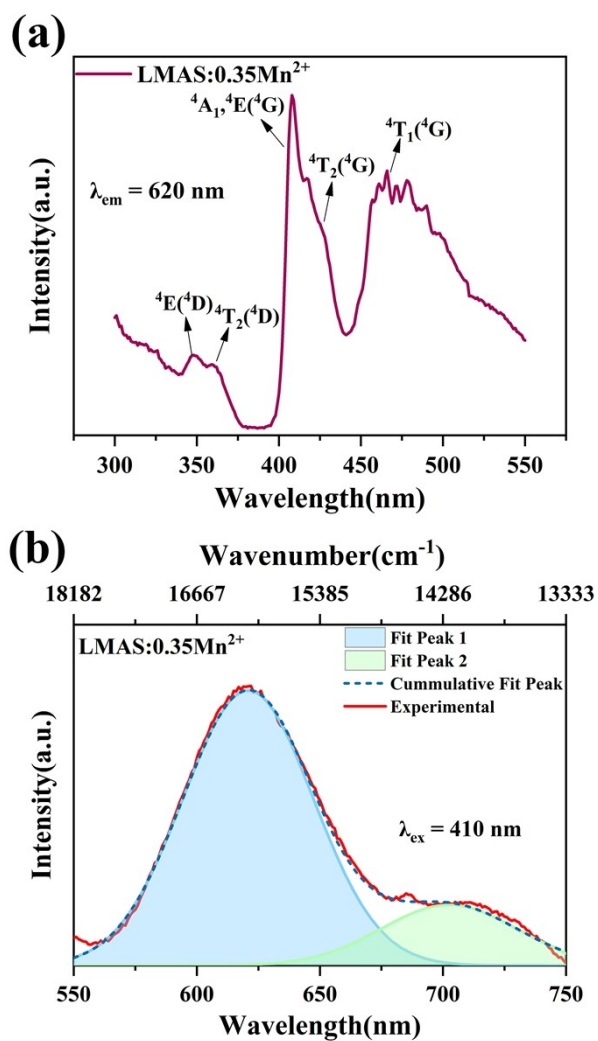 (a)
LMAS:0.35Mn²⁺
⁴A₁,⁴E(⁴G)
⁴T₁(⁴G)
⁴T₂(⁴G)
λₑₘ = 620 nm
⁴E(⁴D) ⁴T₂(⁴D)
Intensity(a.u.)
300 350 400 450 500 550
Wavelength(nm)
(b)
Wavenumber(cm⁻¹)
18182 16667 15385 14286 13333
LMAS:0.35Mn²⁺
Fit Peak 1
Fit Peak 2
Cummulative Fit Peak
Experimental
λₑₓ = 410 nm
Intensity(a.u.)
550 600 650 700 750
Wavelength(nm)